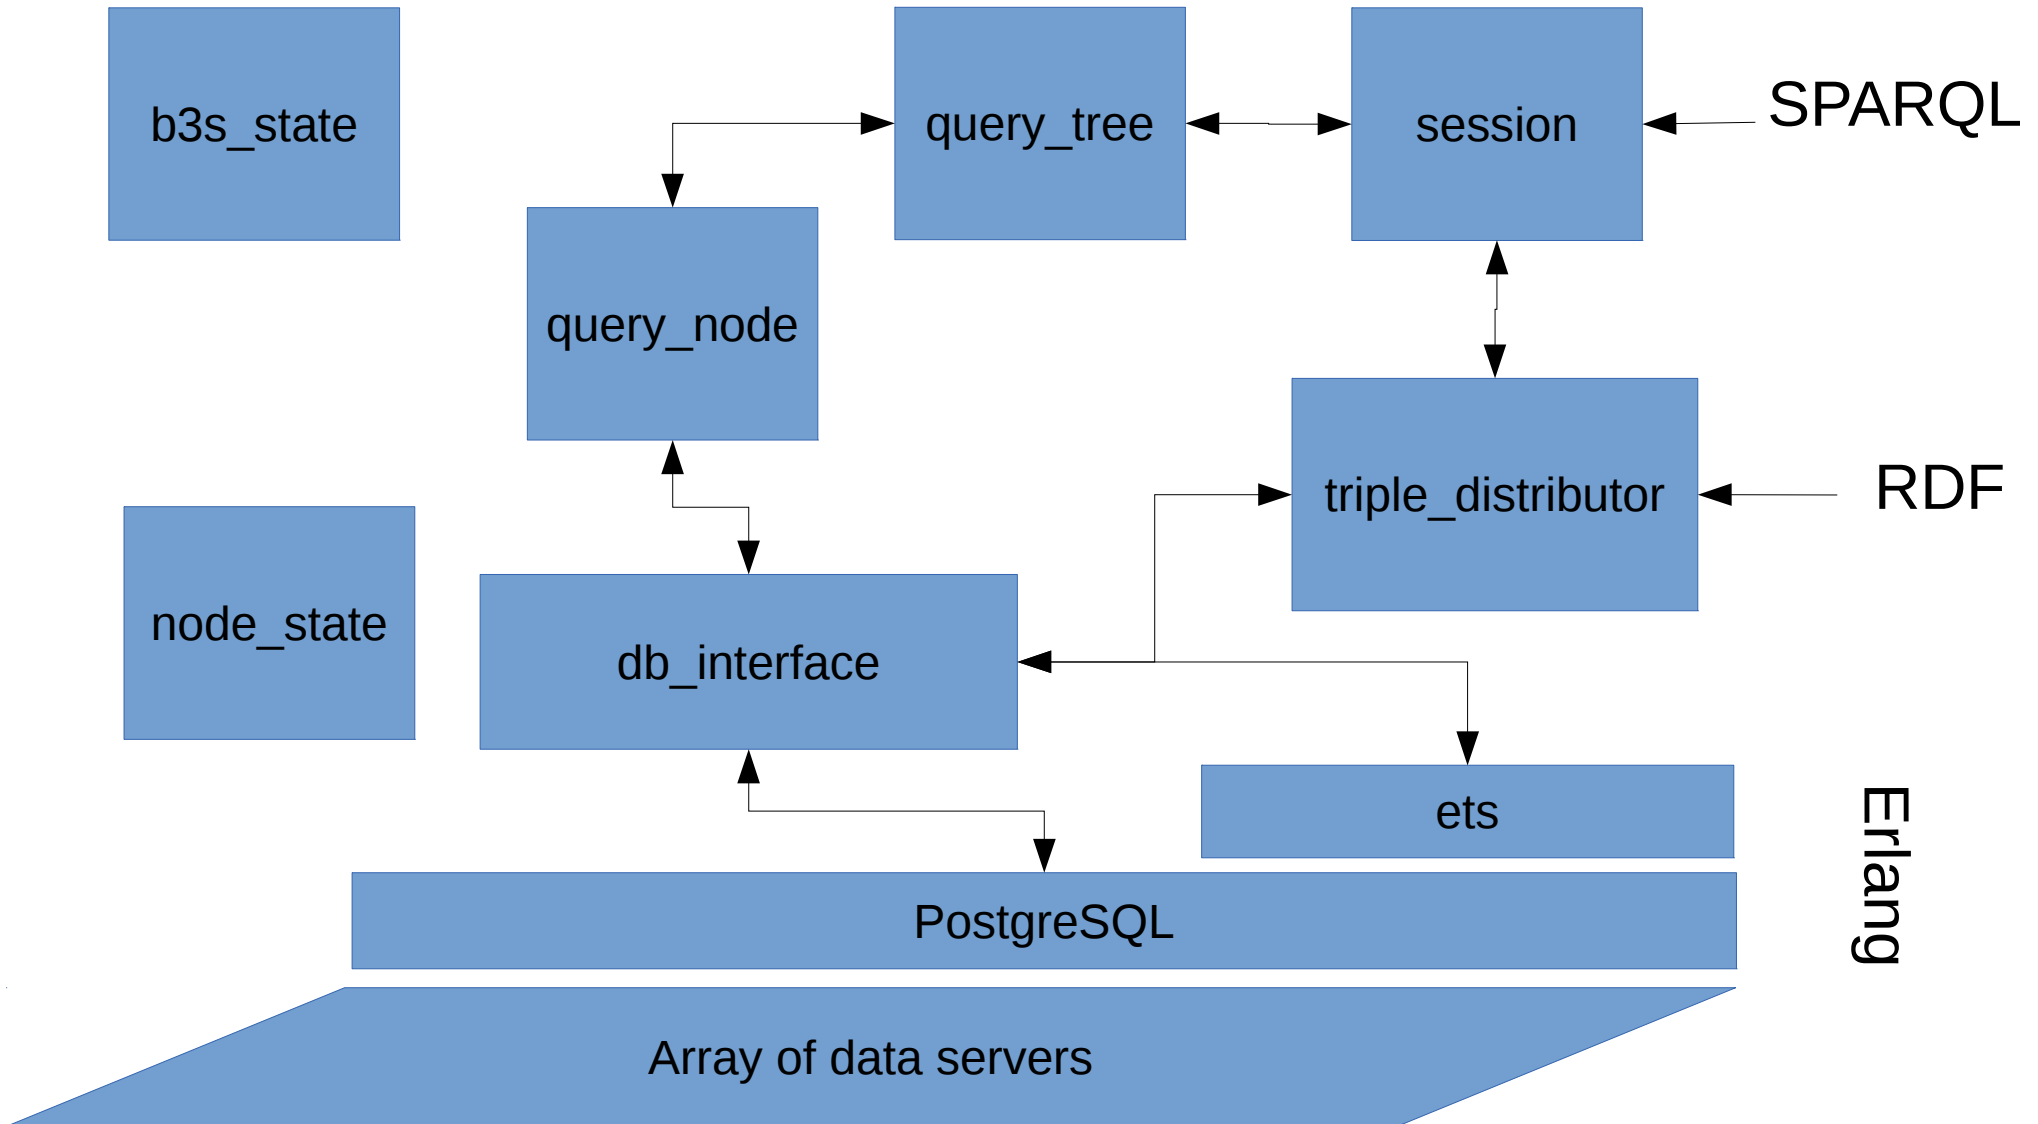 b3s_state
query_tree
session
SPARQL
query_node
triple_distributor
RDF
node_state
db_interface
ets
Erlang
PostgreSQL
Array of data servers